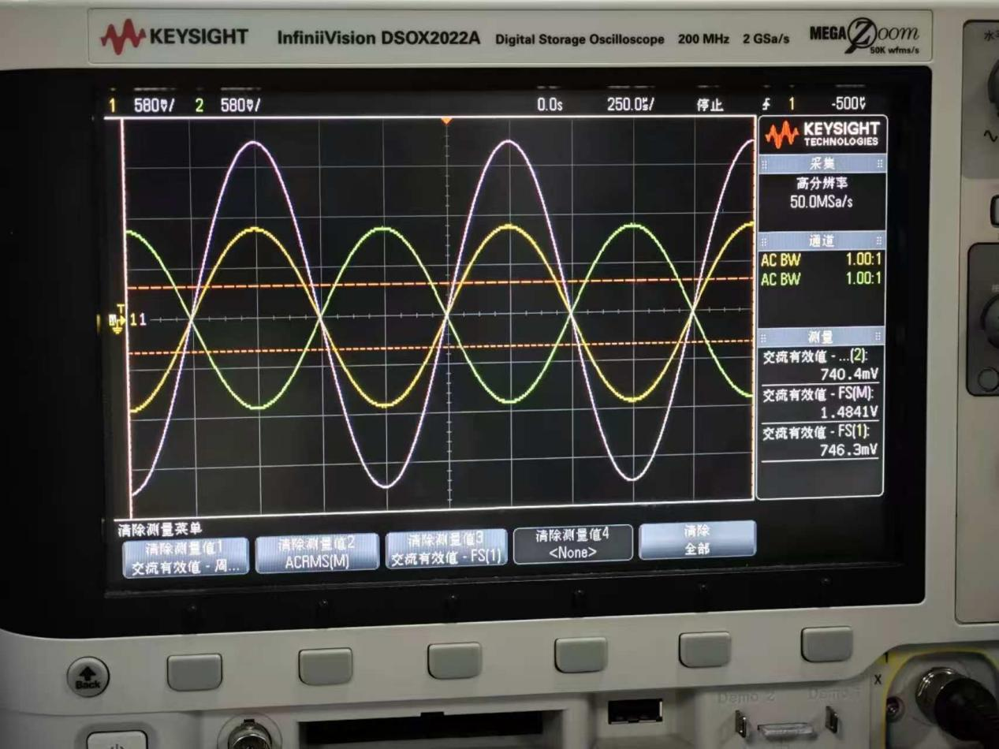 KEYSIGHT InfiniiVision DSOX2022A Digital Storage Oscilloscope 200 MHz 2 GSa/s MEGA Zoom
50K wfms/s
1 580mV/ 2 580mV/ 0.0s 250.0us/ 停止 1 -500mV
KEYSIGHT
TECHNOLOGIES
采集
高分辨率
50.0MSa/s
通道
AC BW 1.00:1
AC BW 1.00:1
T
11
测量
交流有效值 - ...(2):
740.4mV
交流有效值 - FS(M):
1.4841V
交流有效值 - FS(1):
746.3mV
清除测量菜单
清除测量值1
交流有效值 - 周...
清除测量值2
ACRMS(M)
清除测量值3
交流有效值 - FS(1)
清除测量值4
<None>
清除
全部
Back
X
Demo 2